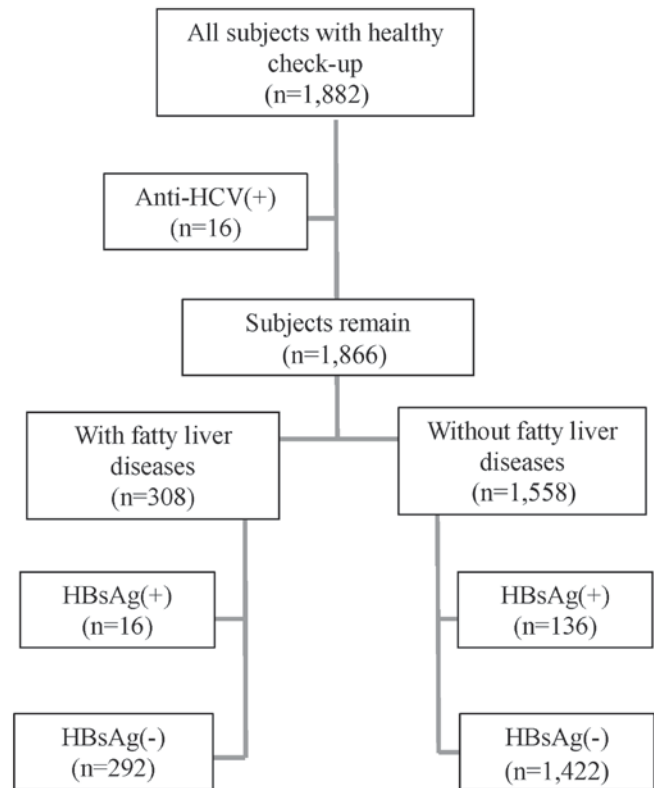 All subjects with healthy
check-up
(n=1,882)
Anti-HCV(+)
(n=16)
Subjects remain
(n=1,866)
With fatty liver
diseases
(n=308)
Without fatty liver
diseases
(n=1,558)
HBsAg(+)
(n=16)
HBsAg(+)
(n=136)
HBsAg(-)
(n=292)
HBsAg(-)
(n=1,422)